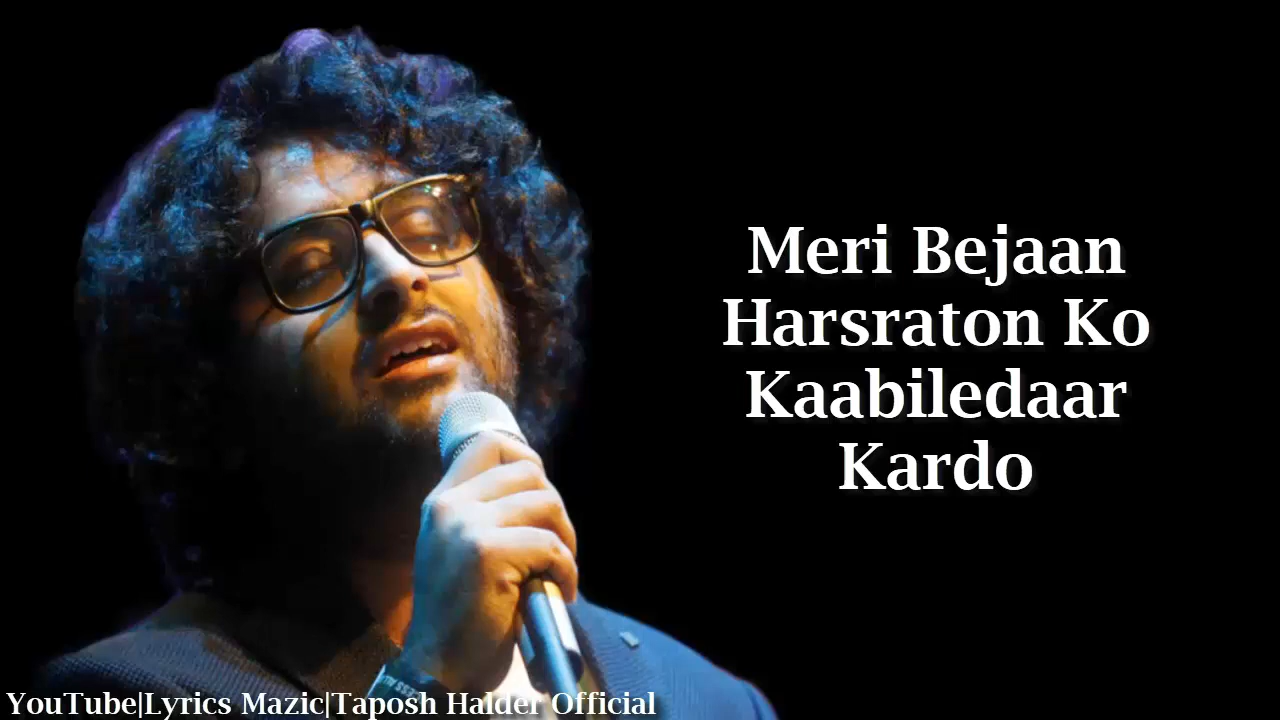 Meri Bejaan
Harsraton Ko
Kaabiledaar
Kardo
YouTube|Lyrics Mazic|Taposh Halder Official